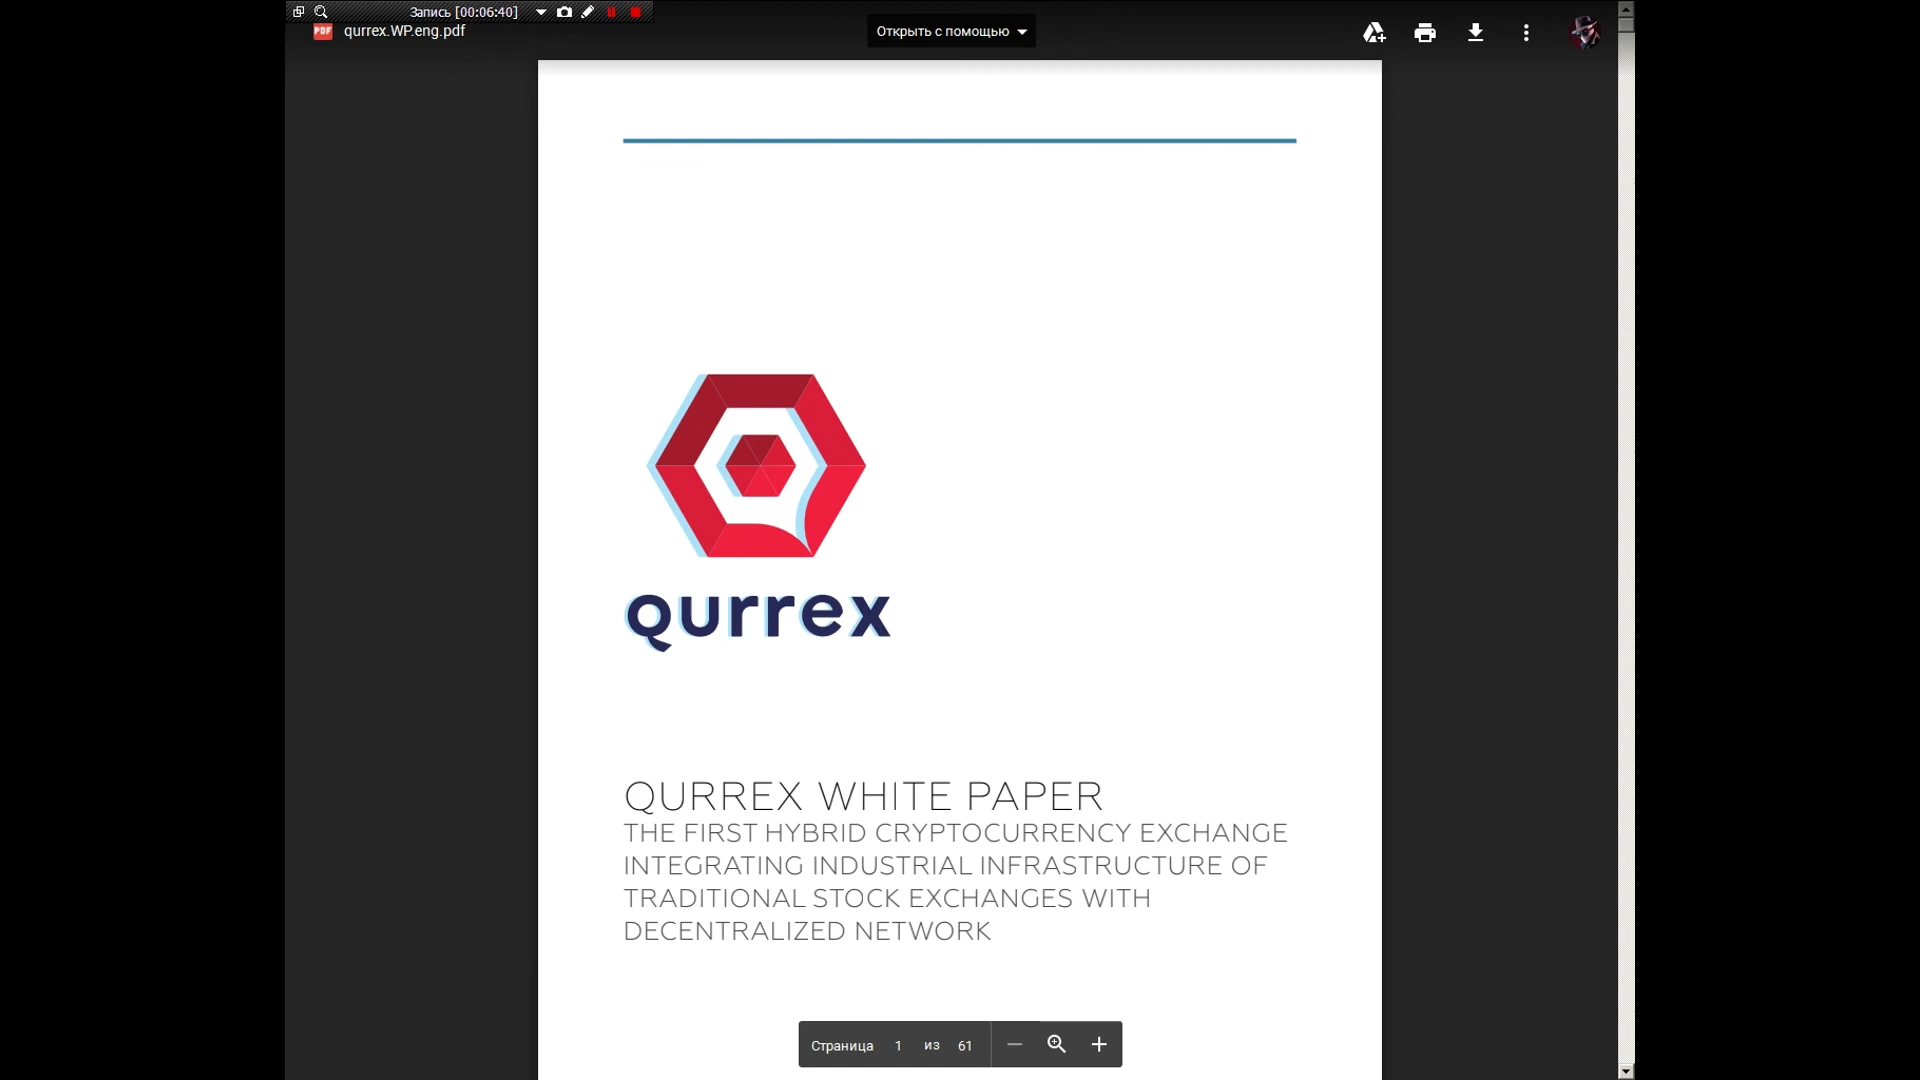 Запись [00:06:40]
PDF
qurrex.WP.eng.pdf
Открыть с помощью
qurrex
QURREX WHITE PAPER
THE FIRST HYBRID CRYPTOCURRENCY EXCHANGE
INTEGRATING INDUSTRIAL INFRASTRUCTURE OF
TRADITIONAL STOCK EXCHANGES WITH
DECENTRALIZED NETWORK
Страница 1 из 61